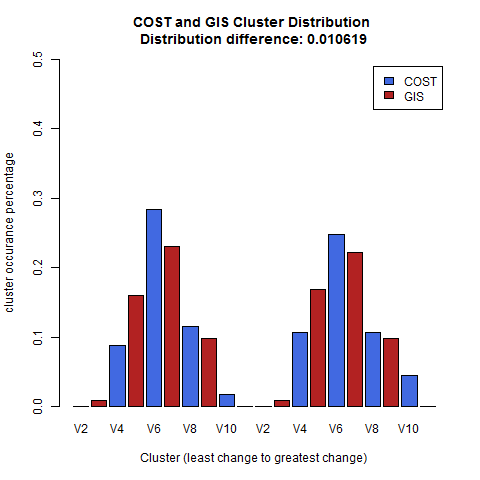 COST and GIS Cluster Distribution
Distribution difference: 0.010619
COST
GIS
cluster occurance percentage
0.5
0.4
0.3
0.2
0.1
0.0
V2 V4 V6 V8 V10 V2 V4 V6 V8 V10
Cluster (least change to greatest change)